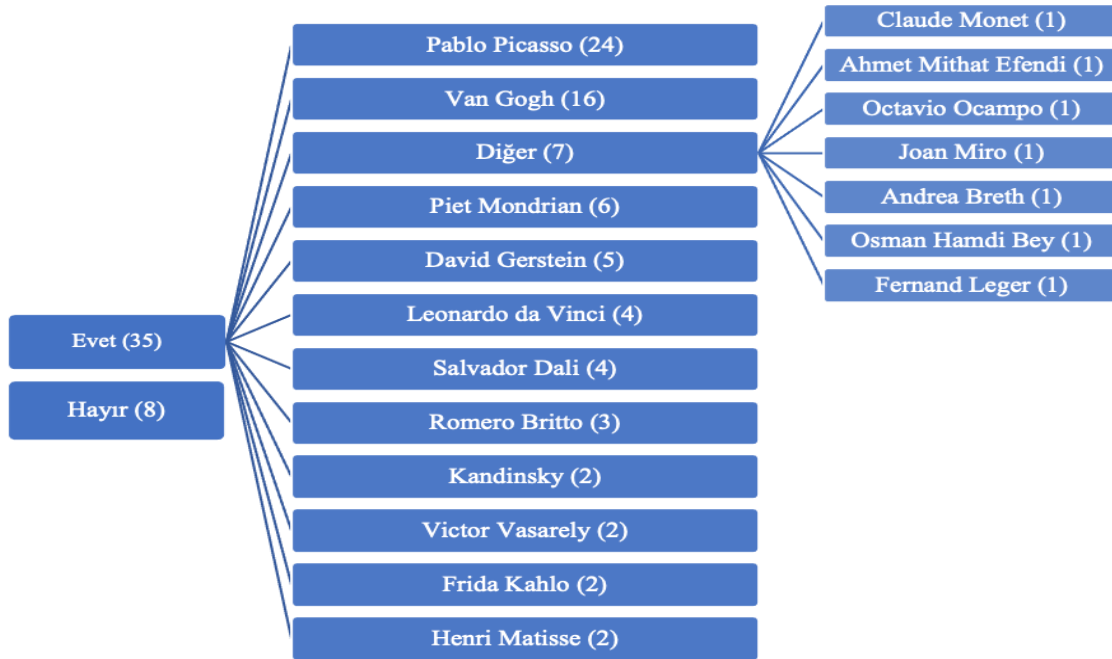 Evet (35)
Hayır (8)
Pablo Picasso (24)
Van Gogh (16)
Diğer (7)
Piet Mondrian (6)
David Gerstein (5)
Leonardo da Vinci (4)
Salvador Dali (4)
Romero Britto (3)
Kandinsky (2)
Victor Vasarely (2)
Frida Kahlo (2)
Henri Matisse (2)
Claude Monet (1)
Ahmet Mithat Efendi (1)
Octavio Ocampo (1)
Joan Miro (1)
Andrea Breth (1)
Osman Hamdi Bey (1)
Fernand Leger (1)